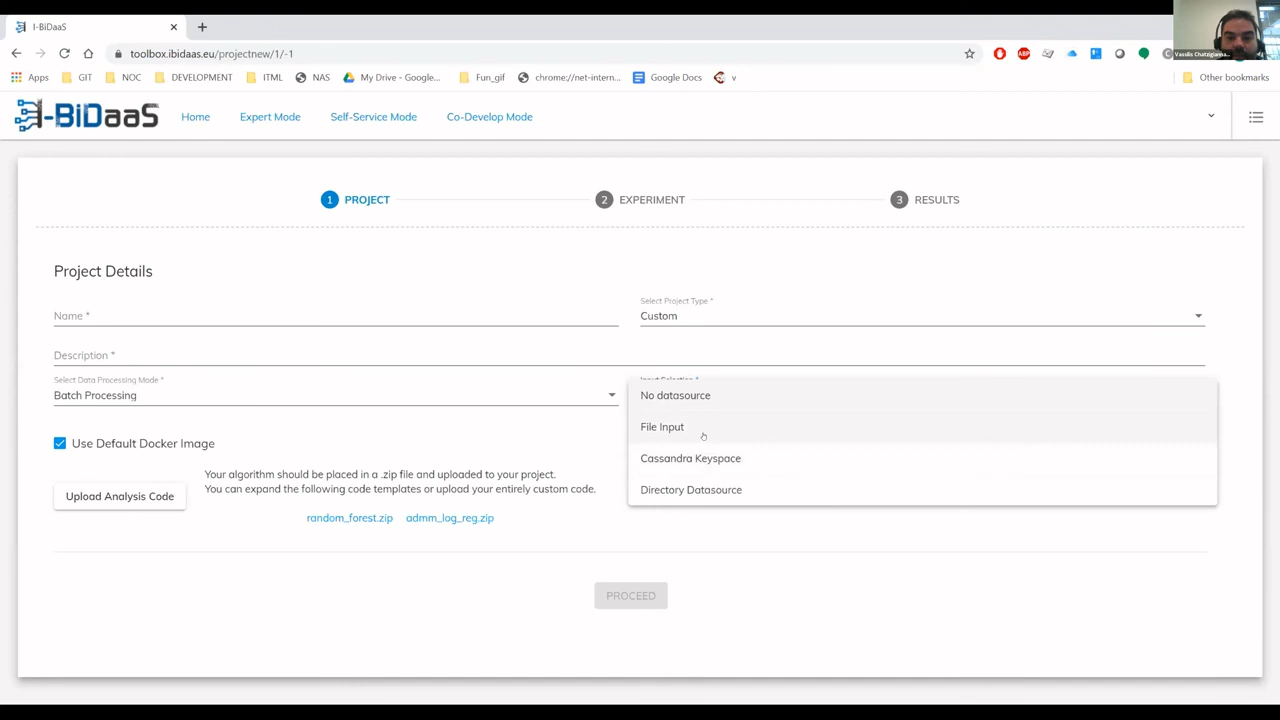 I-BiDaaS
toolbox.ibidaas.eu/projectnew/1/-1
ABP
Vassilis Chatzigianna...
Apps GIT NOC DEVELOPMENT ITML NAS My Drive - Google... Fun_gif chrome://net-intern... Google Docs v Other bookmarks
I-BiDaaS Home Expert Mode Self-Service Mode Co-Develop Mode
1 PROJECT 2 EXPERIMENT 3 RESULTS
Project Details
Select Project Type *
Name * Custom
Description *
Select Data Processing Mode * Input Selection *
Batch Processing No datasource
File Input
Use Default Docker Image
Cassandra Keyspace
Your algorithm should be placed in a .zip file and uploaded to your project.
You can expand the following code templates or upload your entirely custom code.
Directory Datasource
Upload Analysis Code
random_forest.zip admm_log_reg.zip
PROCEED